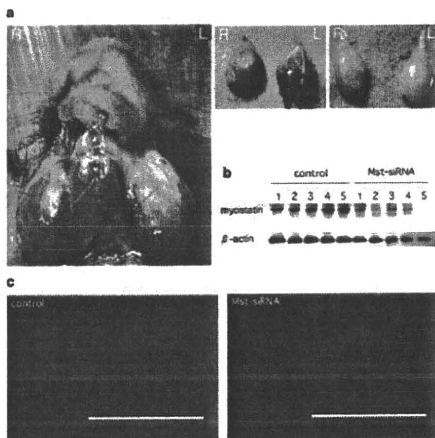 a
R L
R L
R L
b
control Mst-siRNA
1 2 3 4 5 1 2 3 4 5
myostatin
β-actin
c
control
Mst-siRNA